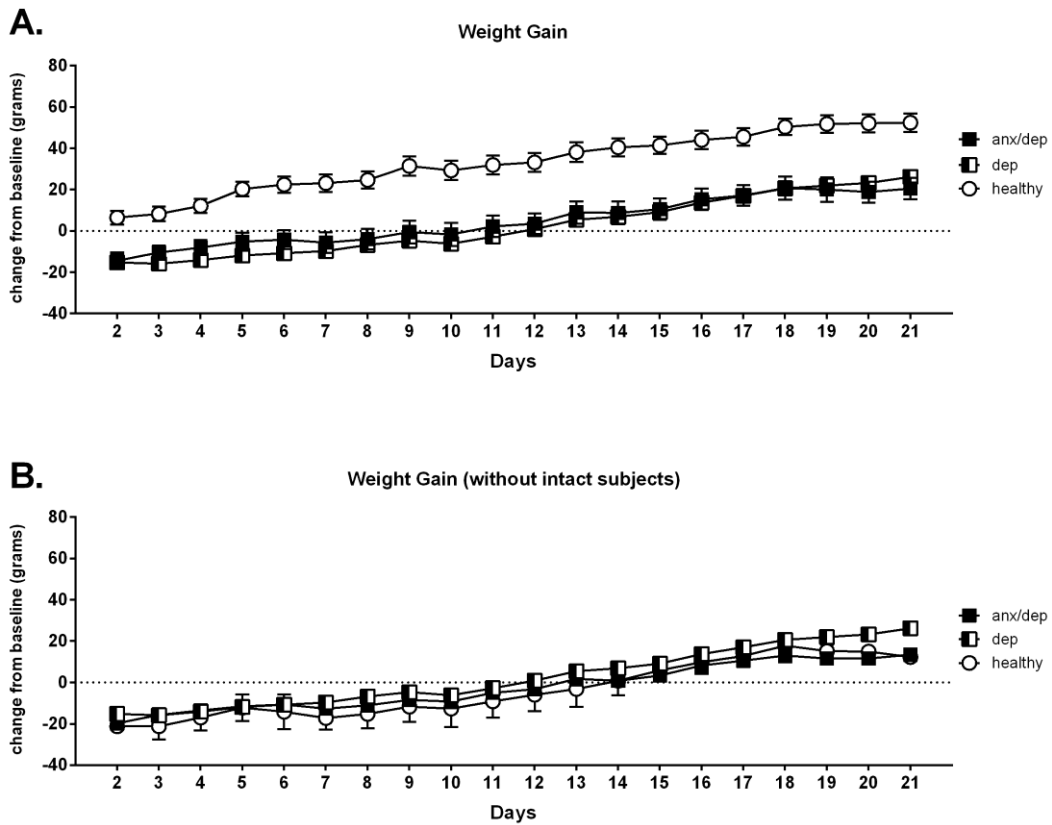 A.
Weight Gain
change from baseline (grams)
80
60
40
20
0
-20
-40
2 3 4 5 6 7 8 9 10 11 12 13 14 15 16 17 18 19 20 21
Days
anx/dep
dep
healthy
B.
Weight Gain (without intact subjects)
change from baseline (grams)
80
60
40
20
0
-20
-40
2 3 4 5 6 7 8 9 10 11 12 13 14 15 16 17 18 19 20 21
Days
anx/dep
dep
healthy